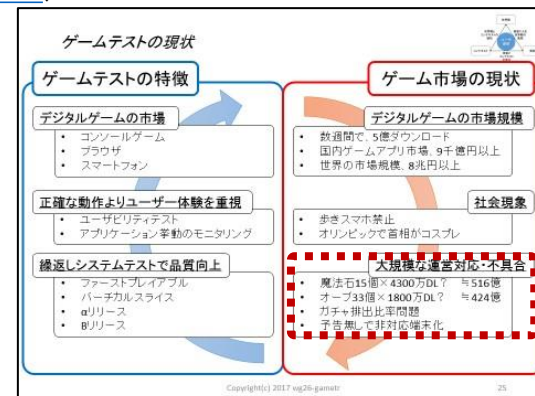 ゲームテストの現状
ゲームテストの特徴
デジタルゲームの市場
• コンソールゲーム
• ブラウザ
• スマートフォン
正確な動作よりユーザー体験を重視
• ユーザビリティテスト
• アプリケーション挙動のモニタリング
繰返しシステムテストで品質向上
• ファーストプレイアブル
• バーチカルスライス
• αリリース
• Βリリース
ゲーム市場の現状
デジタルゲームの市場規模
• 数週間で、5億ダウンロード
• 国内ゲームアプリ市場、9千億円以上
• 世界の市場規模、8兆円以上
社会現象
• 歩きスマホ禁止
• オリンピックで首相がコスプレ
大規模な運営対応・不具合
• 魔法石15個×4300万DL? ≒516億
• オーブ33個×1800万DL? ≒424億
• ガチャ排出比率問題
• 予告無しで非対応端末化
Copyright(c) 2017 wg26-gametr
25